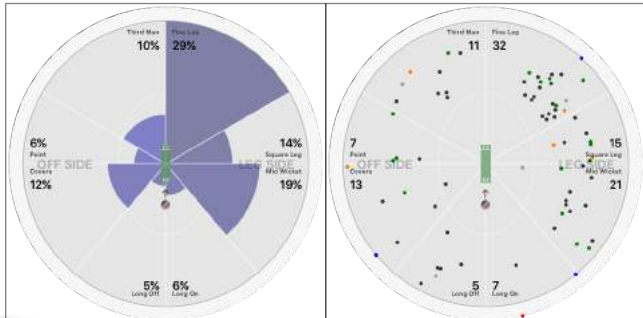 Third Man Fine Leg
10% 29%
6%
Point
OFF SIDE
Covers
12%
14%
Square Leg
LEG SIDE
Mid Wicket
19%
5% 6%
Long Off Long On
Third Man Fine Leg
11 32
7
Point
OFF SIDE
Covers
13
15
Square Leg
LEG SIDE
Mid Wicket
21
5 7
Long Off Long On